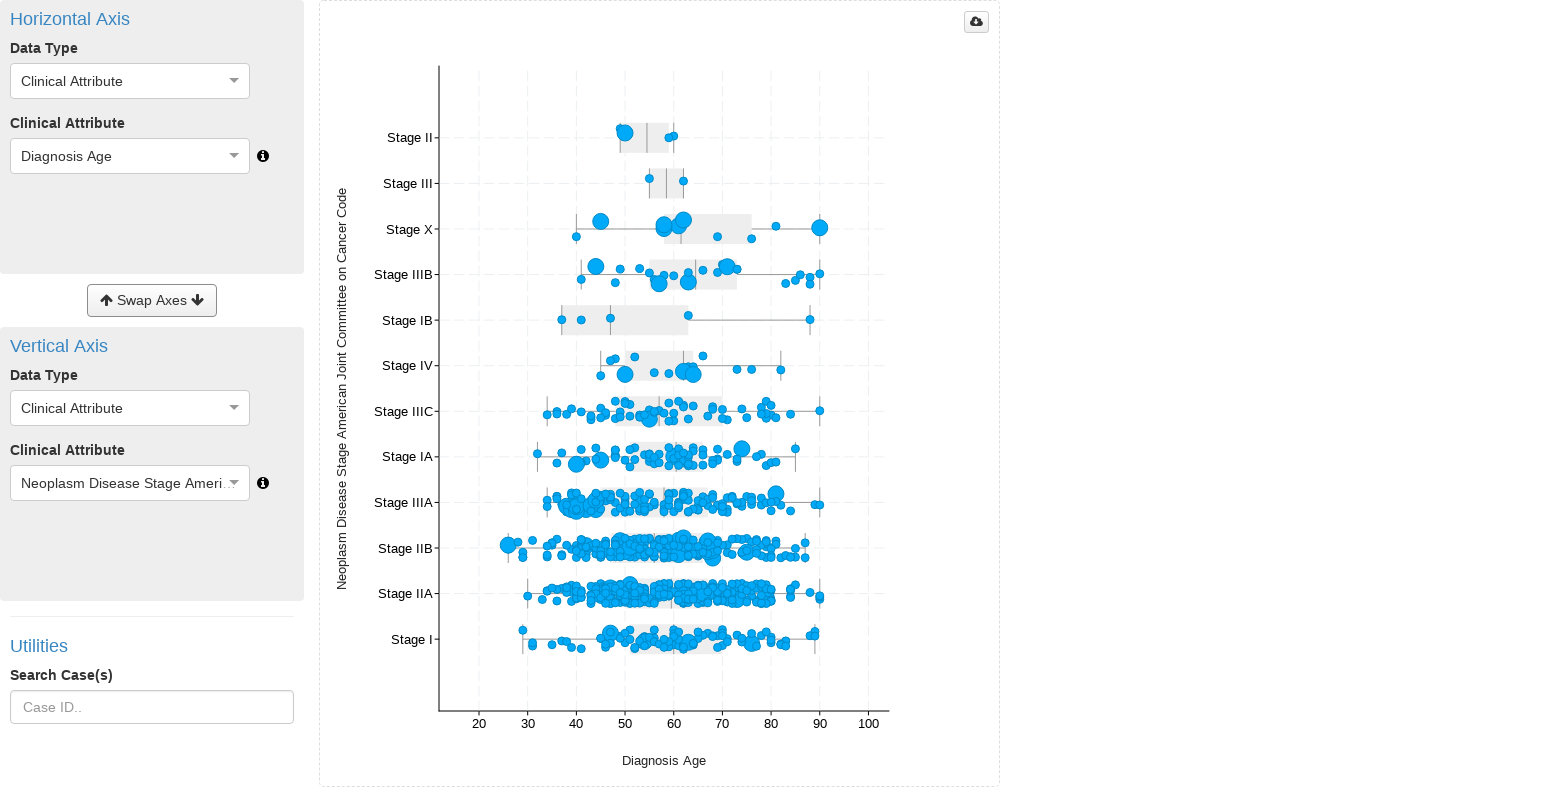 Horizontal Axis
Data Type
Clinical Attribute
Clinical Attribute
Diagnosis Age
Swap Axes
Vertical Axis
Data Type
Clinical Attribute
Clinical Attribute
Neoplasm Disease Stage Ameri...
Utilities
Search Case(s)
Case ID..
Neoplasm Disease Stage American Joint Committee on Cancer Code
Stage II
Stage III
Stage X
Stage IIIB
Stage IB
Stage IV
Stage IIIC
Stage IA
Stage IIIA
Stage IIB
Stage IIA
Stage I
20 30 40 50 60 70 80 90 100
Diagnosis Age